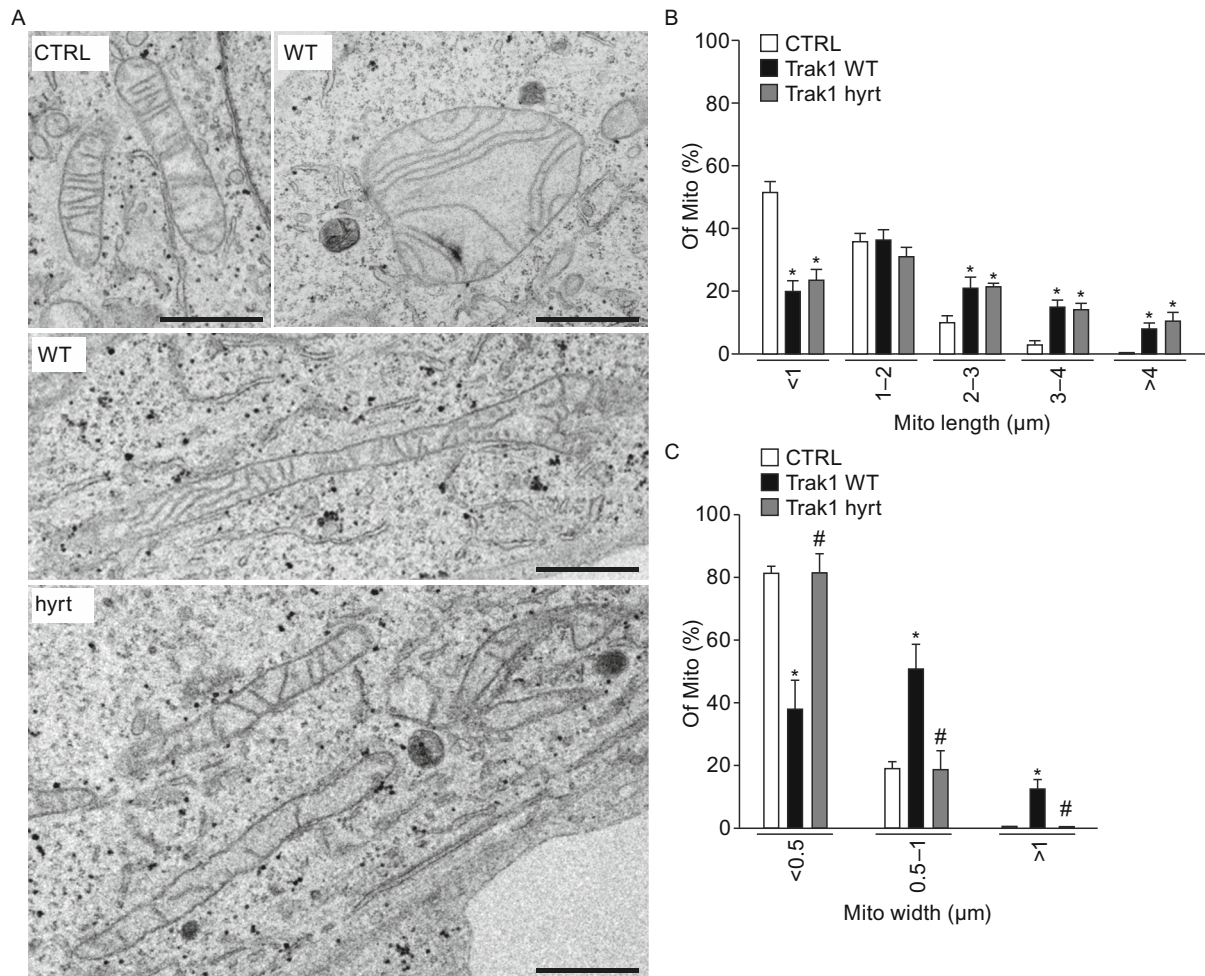 A
CTRL
WT
WT
hyrt
B
CTRL
Trak1 WT
Trak1 hyrt
Of Mito (%)
100
80
60
40
20
0
* *
* *
* *
* *
<1
1–2
2–3
3–4
>4
Mito length (µm)
C
CTRL
Trak1 WT
Trak1 hyrt
Of Mito (%)
100
80
60
40
20
0
* #
* #
* #
<0.5
0.5–1
>1
Mito width (µm)